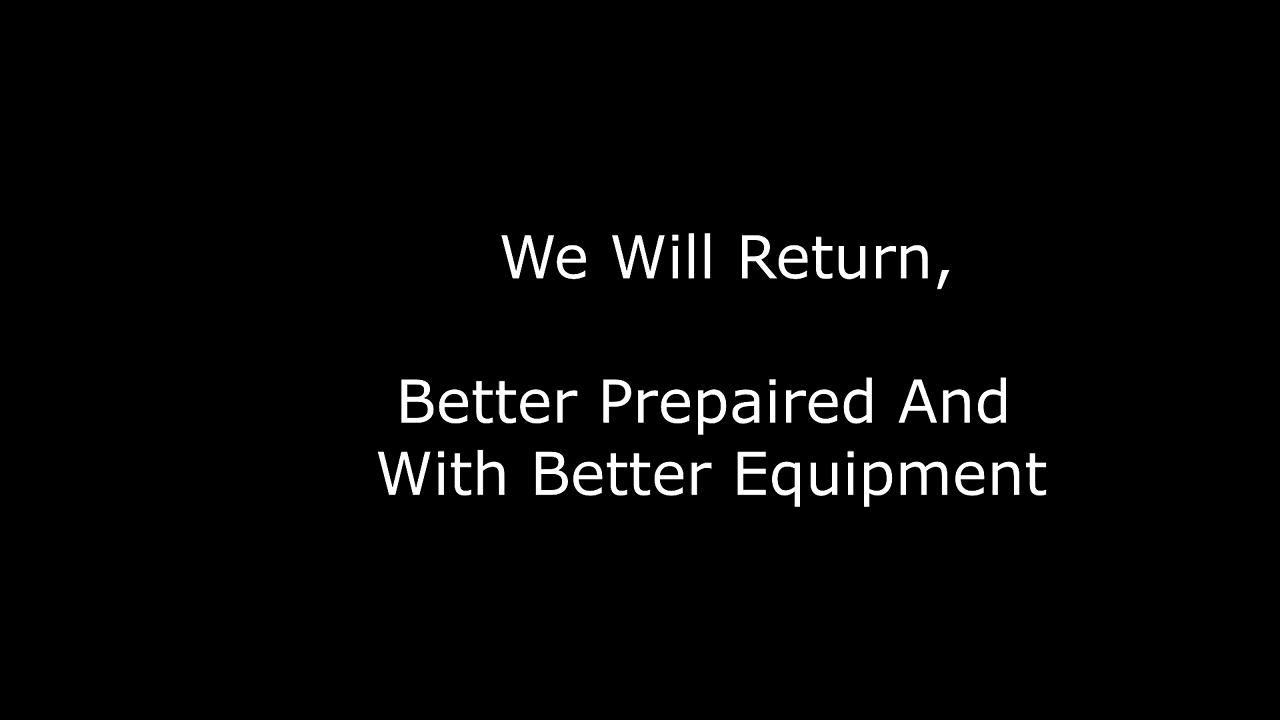 We Will Return,
Better Prepaired And
With Better Equipment